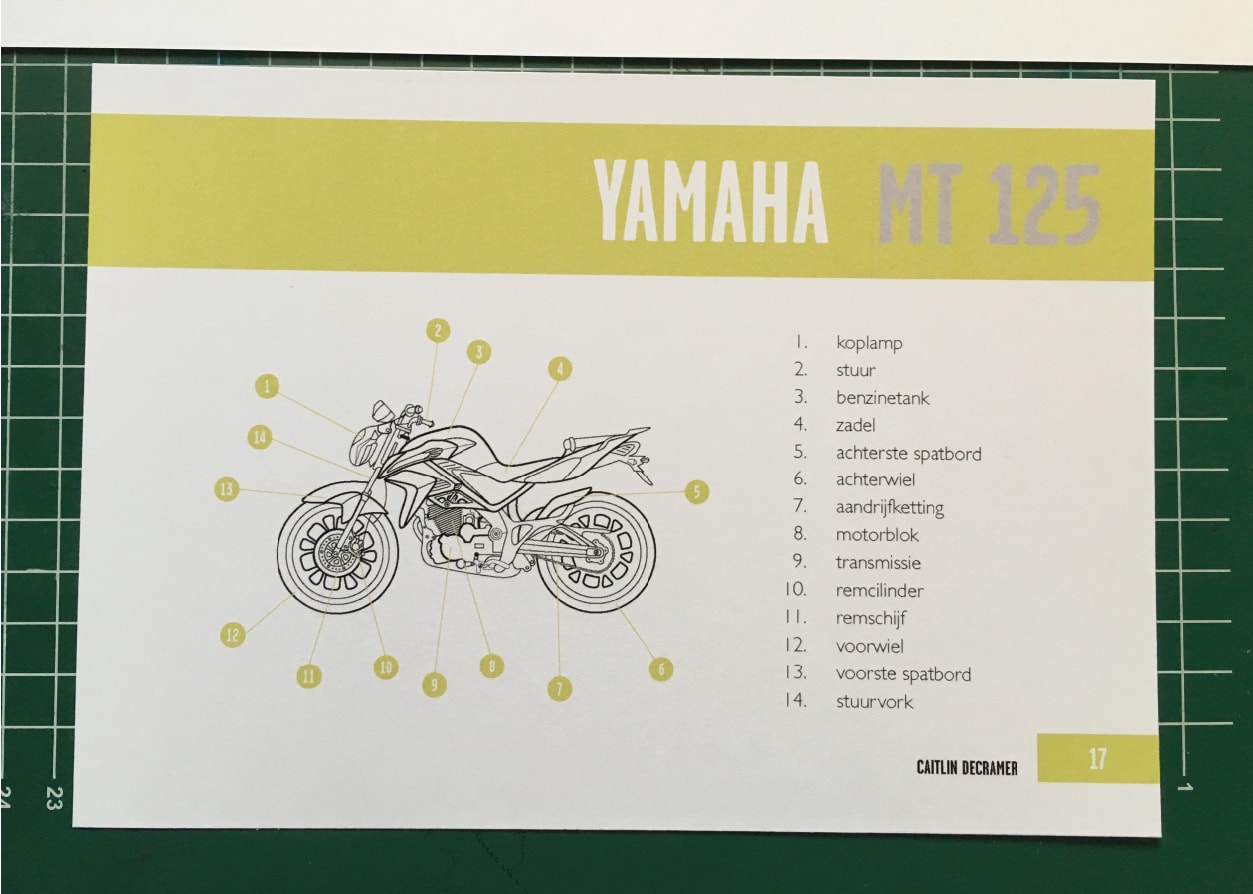 YAMAHA MT 125
1. koplamp
2. stuur
3. benzinetank
4. zadel
5. achterste spatbord
6. achterwiel
7. aandrijfketting
8. motorblok
9. transmissie
10. remcilinder
11. remschijf
12. voorwiel
13. voorste spatbord
14. stuurvork
2
3
4
1
14
13
5
12
11
10
9
8
7
6
CAITLIN DECRAMER 17
24
23
1